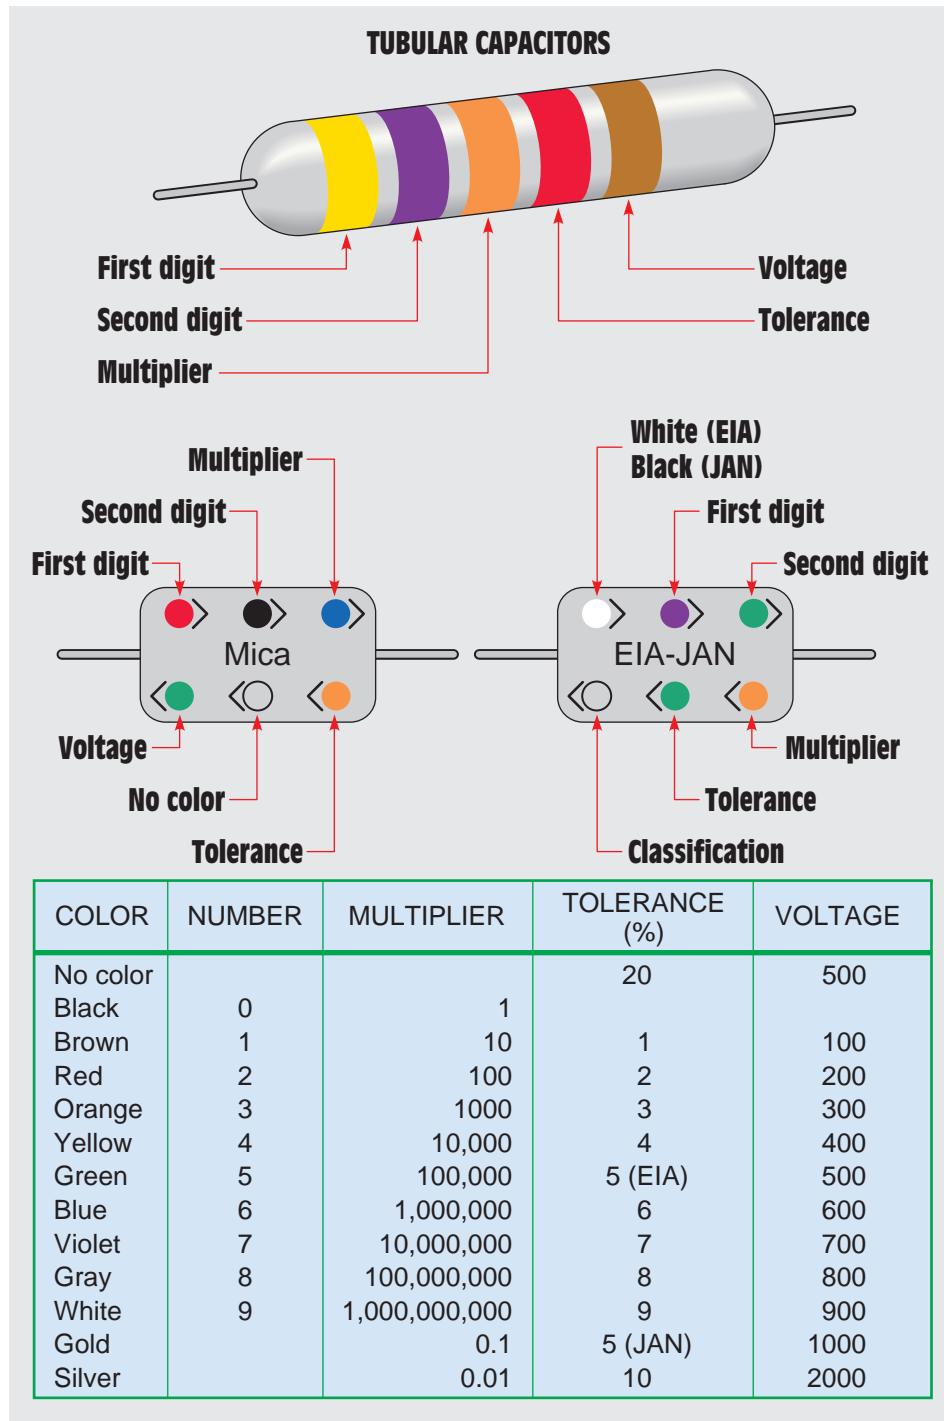 TUBULAR CAPACITORS
First digit
Voltage
Second digit
Tolerance
Multiplier
Multiplier
Second digit
First digit
White (EIA)
Black (JAN)
First digit
Second digit
Mica
EIA-JAN
Voltage
No color
Tolerance
Multiplier
Tolerance
Classification
COLOR NUMBER MULTIPLIER TOLERANCE (%) VOLTAGE
No color 20 500
Black 0 1
Brown 1 10 1 100
Red 2 100 2 200
Orange 3 1000 3 300
Yellow 4 10,000 4 400
Green 5 100,000 5 (EIA) 500
Blue 6 1,000,000 6 600
Violet 7 10,000,000 7 700
Gray 8 100,000,000 8 800
White 9 1,000,000,000 9 900
Gold 0.1 5 (JAN) 1000
Silver 0.01 10 2000